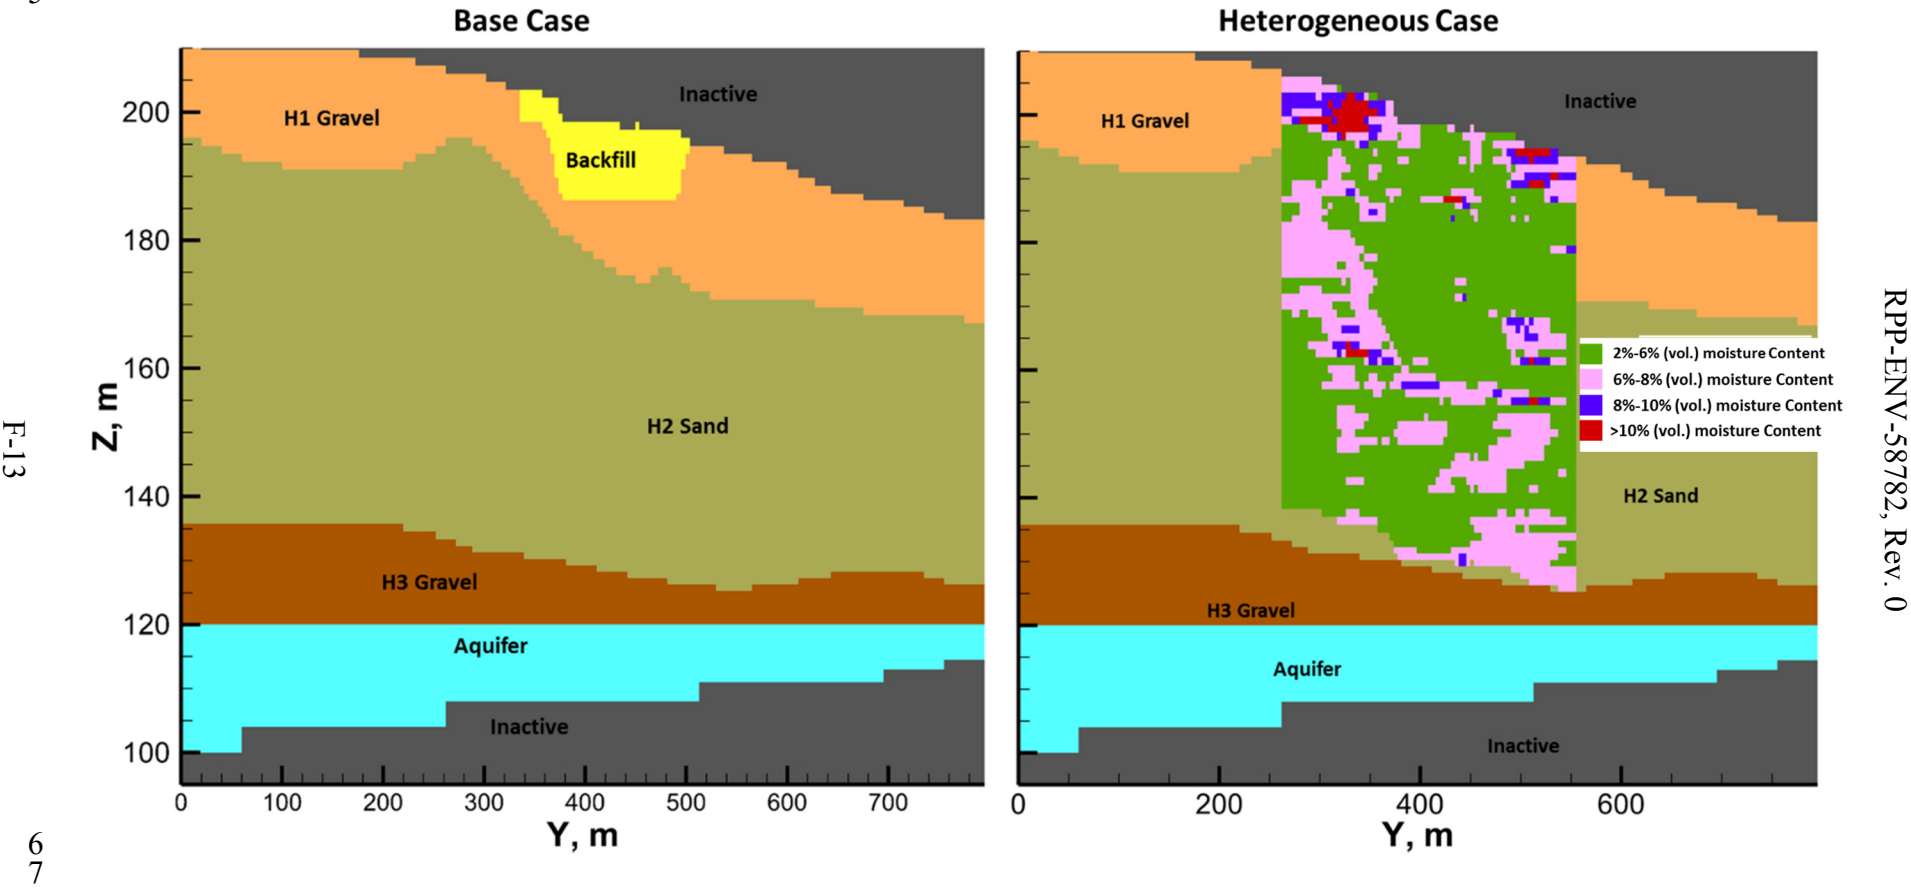 Base Case
Heterogeneous Case
Inactive
H1 Gravel
Backfill
H2 Sand
H3 Gravel
Aquifer
Inactive
Z, m
200
180
160
140
120
100
0 100 200 300 400 500 600 700
Y, m
Inactive
H1 Gravel
2%-6% (vol.) moisture Content
6%-8% (vol.) moisture Content
8%-10% (vol.) moisture Content
>10% (vol.) moisture Content
H2 Sand
H3 Gravel
Aquifer
Inactive
0 200 400 600
Y, m
F-13
RPP-ENV-58782, Rev. 0
6
7